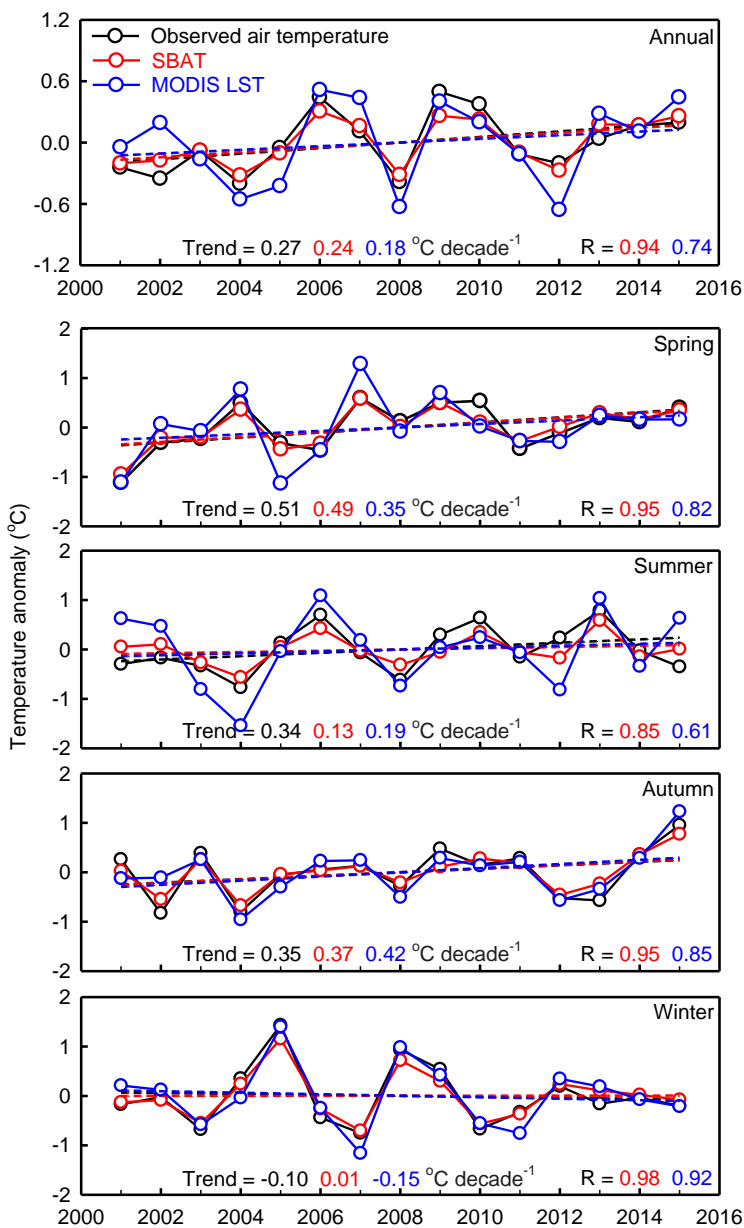 1.2
Observed air temperature
Annual
SBAT
MODIS LST
0.6
0.0
-0.6
Trend = 0.27 0.24 0.18 °C decade⁻¹ R = 0.94 0.74
-1.2
2000 2002 2004 2006 2008 2010 2012 2014 2016
Temperature anomaly (°C)
2
Spring
1
0
-1
Trend = 0.51 0.49 0.35 °C decade⁻¹ R = 0.95 0.82
-2
2
Summer
1
0
-1
Trend = 0.34 0.13 0.19 °C decade⁻¹ R = 0.85 0.61
-2
2
Autumn
1
0
-1
Trend = 0.35 0.37 0.42 °C decade⁻¹ R = 0.95 0.85
-2
2
Winter
1
0
-1
Trend = -0.10 0.01 -0.15 °C decade⁻¹ R = 0.98 0.92
-2
2000 2002 2004 2006 2008 2010 2012 2014 2016